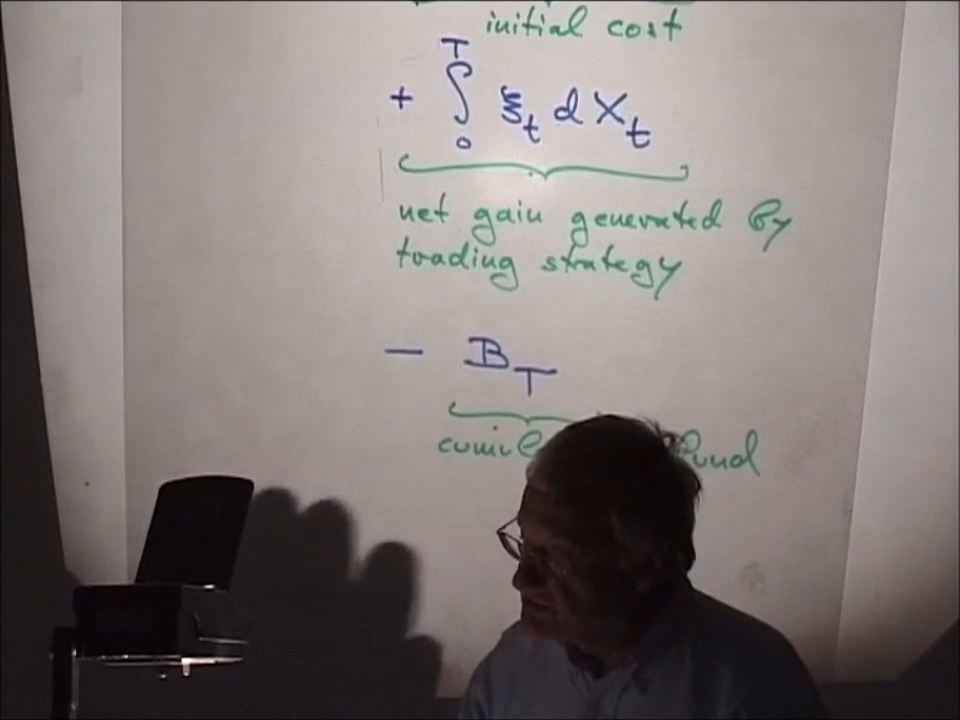 initial cost
+ ∫₀ᵀ ξₜ dXₜ
net gain generated by
trading strategy
− B_T